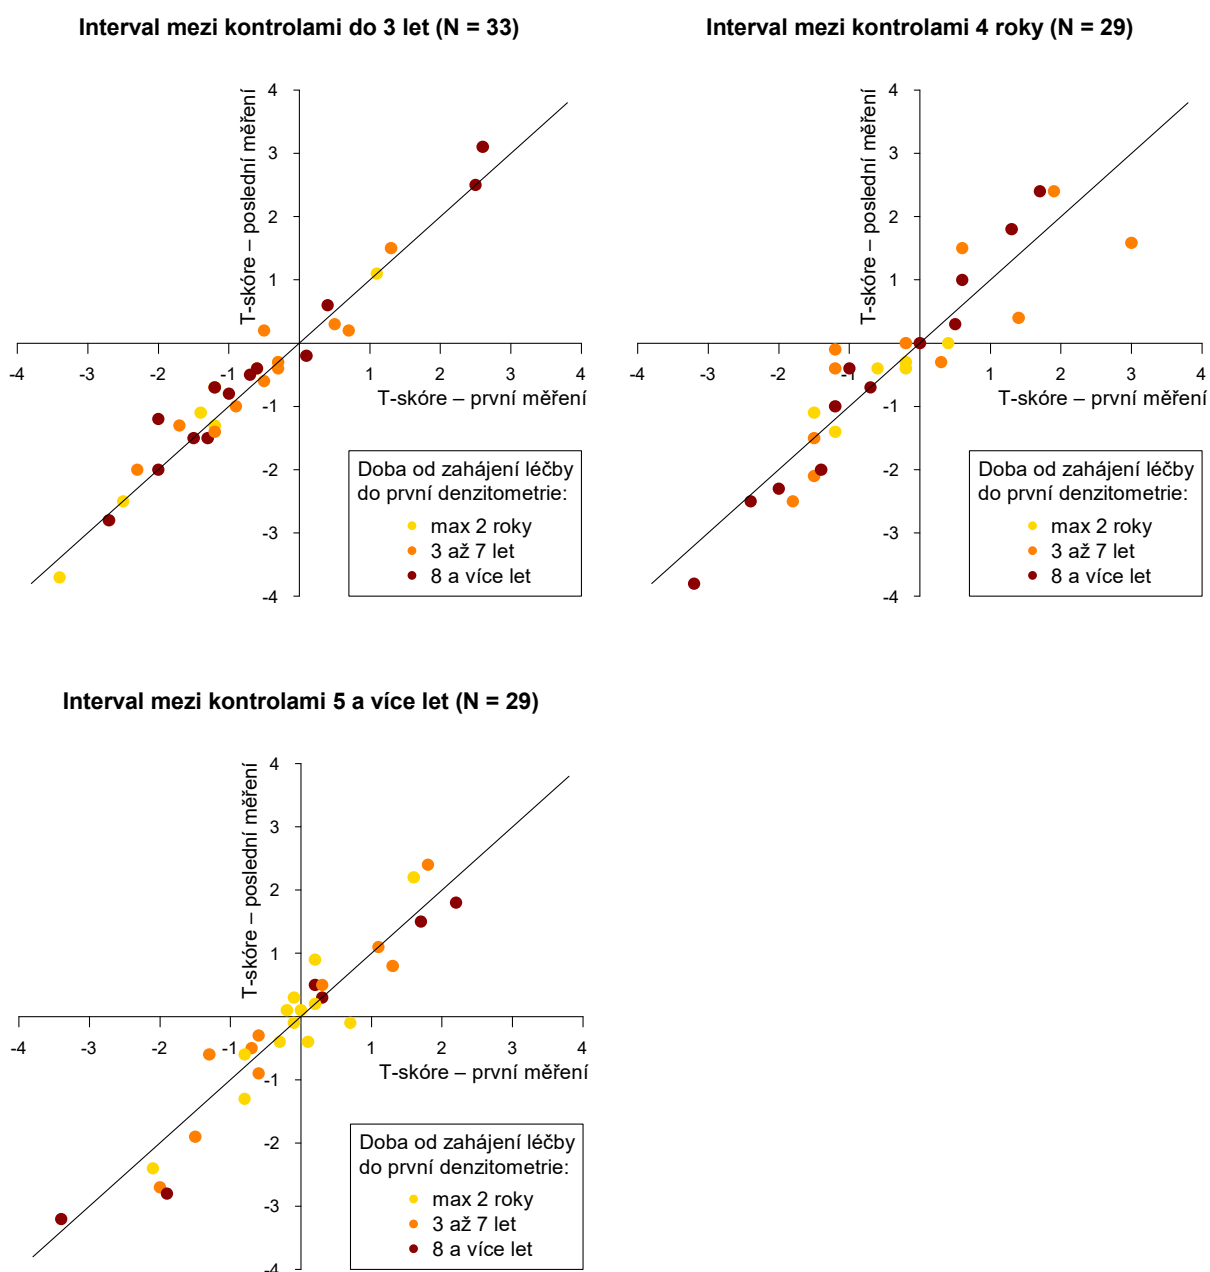 Interval mezi kontrolami do 3 let (N = 33)
T-skóre – poslední měření
4
3
2
1
-4
-3
-2
-1
1
2
3
4
T-skóre – první měření
-1
-2
-3
-4
Doba od zahájení léčby
do první denzitometrie:
max 2 roky
3 až 7 let
8 a více let
Interval mezi kontrolami 4 roky (N = 29)
T-skóre – poslední měření
4
3
2
1
-4
-3
-2
-1
1
2
3
4
T-skóre – první měření
-1
-2
-3
-4
Doba od zahájení léčby
do první denzitometrie:
max 2 roky
3 až 7 let
8 a více let
Interval mezi kontrolami 5 a více let (N = 29)
T-skóre – poslední měření
4
3
2
1
-4
-3
-2
-1
1
2
3
4
T-skóre – první měření
-1
-2
-3
-4
Doba od zahájení léčby
do první denzitometrie:
max 2 roky
3 až 7 let
8 a více let